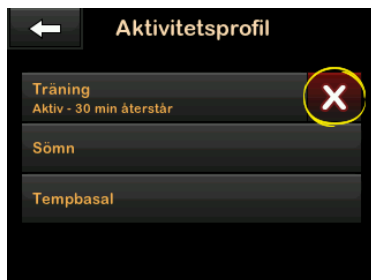 Aktivitetsprofil
Träning
Aktiv - 30 min återstår
Sömn
Tempbasal